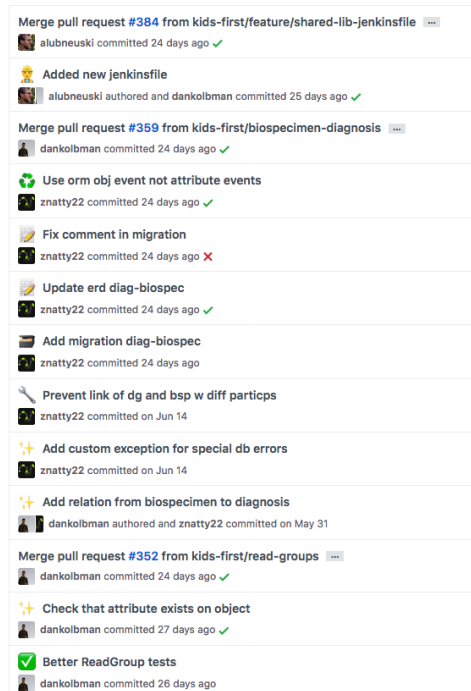 Merge pull request #384 from kids-first/feature/shared-lib-jenkinsfile ...
alubneuski committed 24 days ago ✓
👷 Added new jenkinsfile
alubneuski authored and dankolbman committed 25 days ago ✓
Merge pull request #359 from kids-first/biospecimen-diagnosis ...
dankolbman committed 24 days ago ✓
♻️ Use orm obj event not attribute events
znatty22 committed 24 days ago ✓
📝 Fix comment in migration
znatty22 committed 24 days ago ✗
📝 Update erd diag-biospec
znatty22 committed 24 days ago ✓
🗃 Add migration diag-biospec
znatty22 committed 24 days ago
🔧 Prevent link of dg and bsp w diff particps
znatty22 committed on Jun 14
✨ Add custom exception for special db errors
znatty22 committed on Jun 14
✨ Add relation from biospecimen to diagnosis
dankolbman authored and znatty22 committed on May 31
Merge pull request #352 from kids-first/read-groups ...
dankolbman committed 24 days ago ✓
✨ Check that attribute exists on object
dankolbman committed 27 days ago ✓
✅ Better ReadGroup tests
dankolbman committed 26 days ago